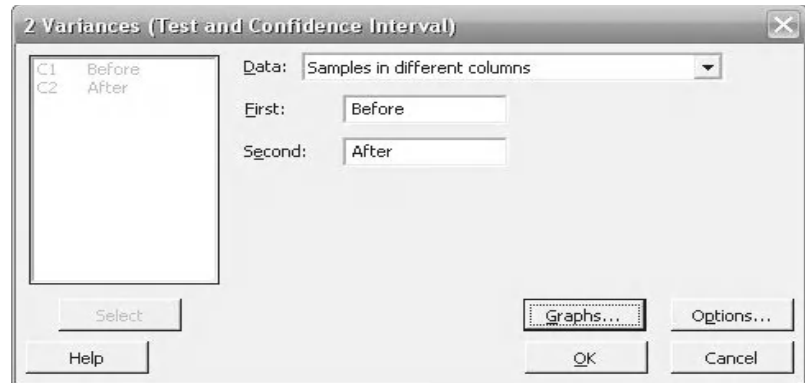 2 Variances (Test and Confidence Interval)
C1 Before
C2 After
Data: Samples in different columns
First: Before
Second: After
Select
Graphs...
Options...
Help
OK
Cancel